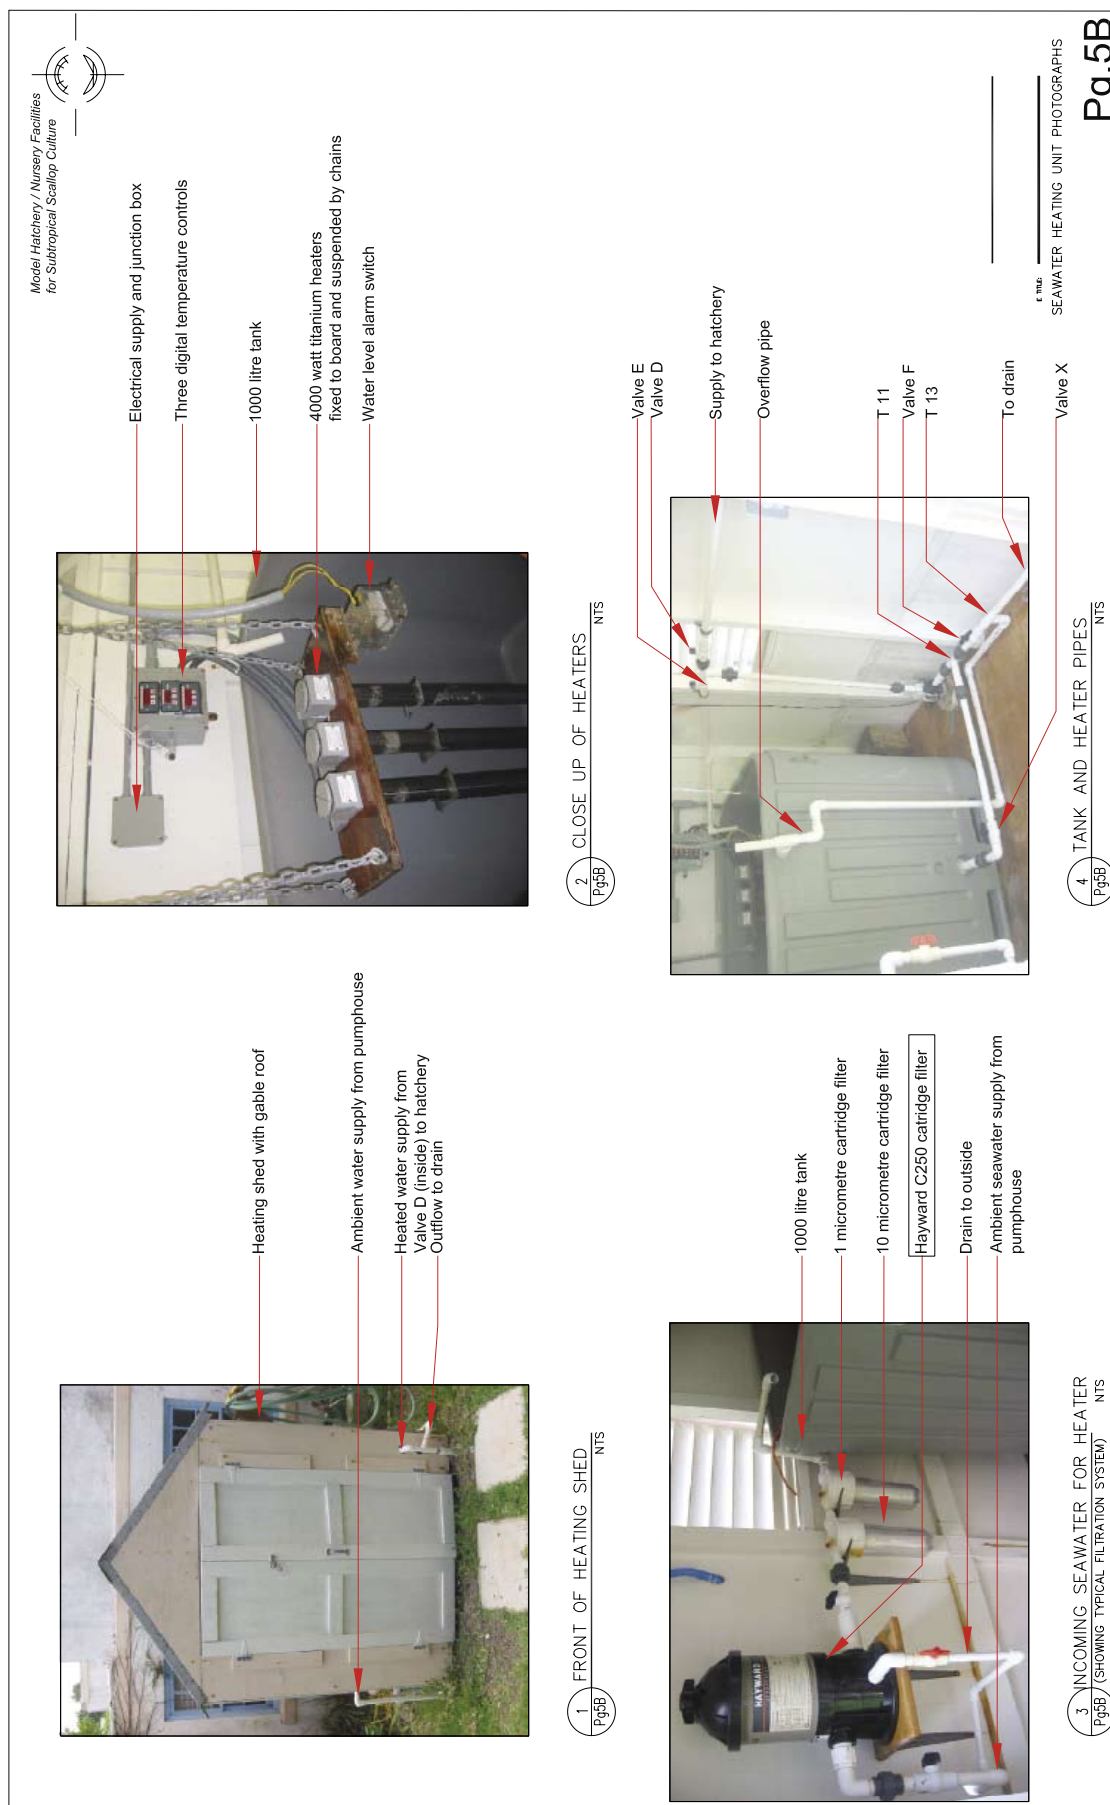 Model Hatchery / Nursery Facilities
for Subtropical Scallop Culture
Heating shed with gable roof
Ambient water supply from pumphouse
Heated water supply from
Valve D (inside) to hatchery
Outflow to drain
1
Pg5B
FRONT OF HEATING SHED
NTS
Electrical supply and junction box
Three digital temperature controls
1000 litre tank
4000 watt titanium heaters
fixed to board and suspended by chains
Water level alarm switch
2
Pg5B
CLOSE UP OF HEATERS
NTS
1000 litre tank
1 micrometre cartridge filter
10 micrometre cartridge filter
Hayward C250 catridge filter
Drain to outside
Ambient seawater supply from
pumphouse
HAYWARD
3
Pg5B
INCOMING SEAWATER FOR HEATER
(SHOWING TYPICAL FILTRATION SYSTEM)
NTS
Valve E
Valve D
Supply to hatchery
Overflow pipe
T 11
Valve F
T 13
To drain
Valve X
4
Pg5B
TANK AND HEATER PIPES
NTS
E TITLE:
SEAWATER HEATING UNIT PHOTOGRAPHS
Pg.5B